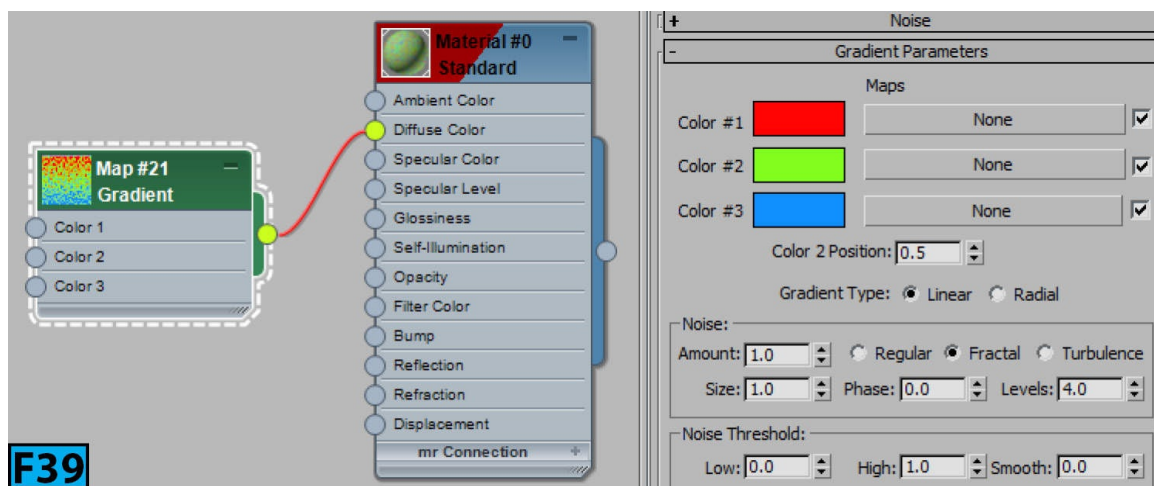 Material #0
Standard
Ambient Color
Diffuse Color
Specular Color
Specular Level
Glossiness
Self-Illumination
Opacity
Filter Color
Bump
Reflection
Refraction
Displacement
mr Connection
Map #21
Gradient
Color 1
Color 2
Color 3
F39
+ Noise
- Gradient Parameters
Maps
Color #1 None
Color #2 None
Color #3 None
Color 2 Position: 0.5
Gradient Type: Linear Radial
Noise:
Amount: 1.0 Regular Fractal Turbulence
Size: 1.0 Phase: 0.0 Levels: 4.0
Noise Threshold:
Low: 0.0 High: 1.0 Smooth: 0.0